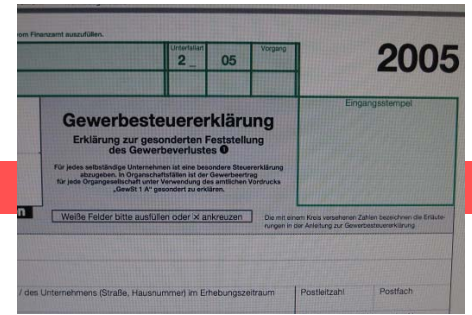 vom Finanzamt auszufüllen.
Unterfallart
Vorgang
2
05
2005
Eingangsstempel
Gewerbesteuererklärung
Erklärung zur gesonderten Feststellung
des Gewerbeverlustes ❶
Für jedes selbständige Unternehmen ist eine besondere Steuererklärung
abzugeben. In Organschaftsfällen ist der Gewerbeertrag
für jede Organgesellschaft unter Verwendung des amtlichen Vordrucks
„GewSt 1 A“ gesondert zu erklären.
Weiße Felder bitte ausfüllen oder ☒ ankreuzen
Die mit einem Kreis versehenen Zahlen bezeichnen die Erläute-
rungen in der Anleitung zur Gewerbesteuererklärung
/ des Unternehmens (Straße, Hausnummer) im Erhebungszeitraum
Postleitzahl
Postfach